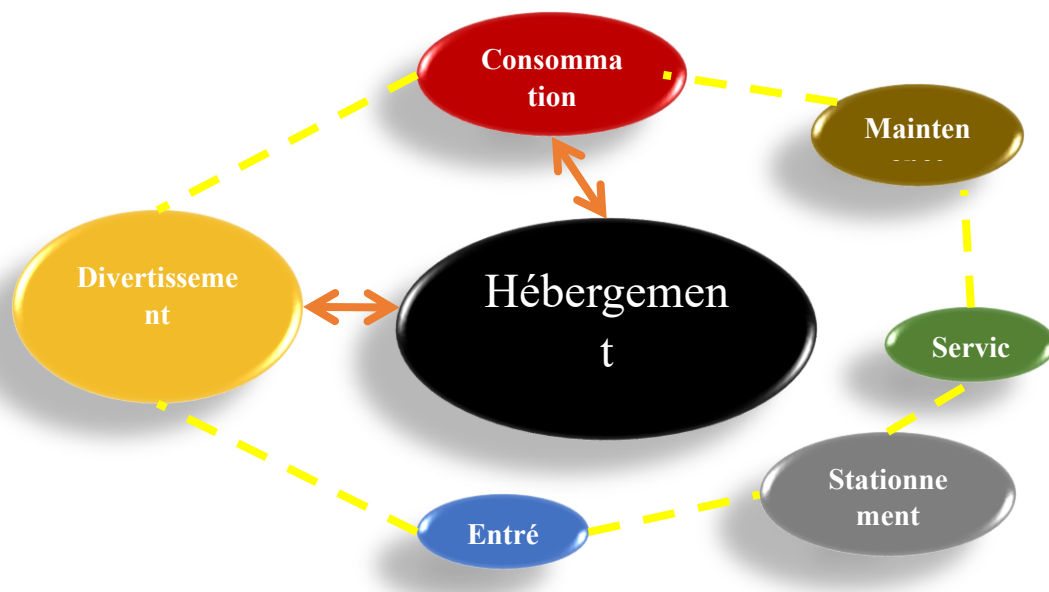 Consomma
tion
Mainten
Divertisseme
nt
Hébergemen
t
Servic
Stationne
ment
Entré